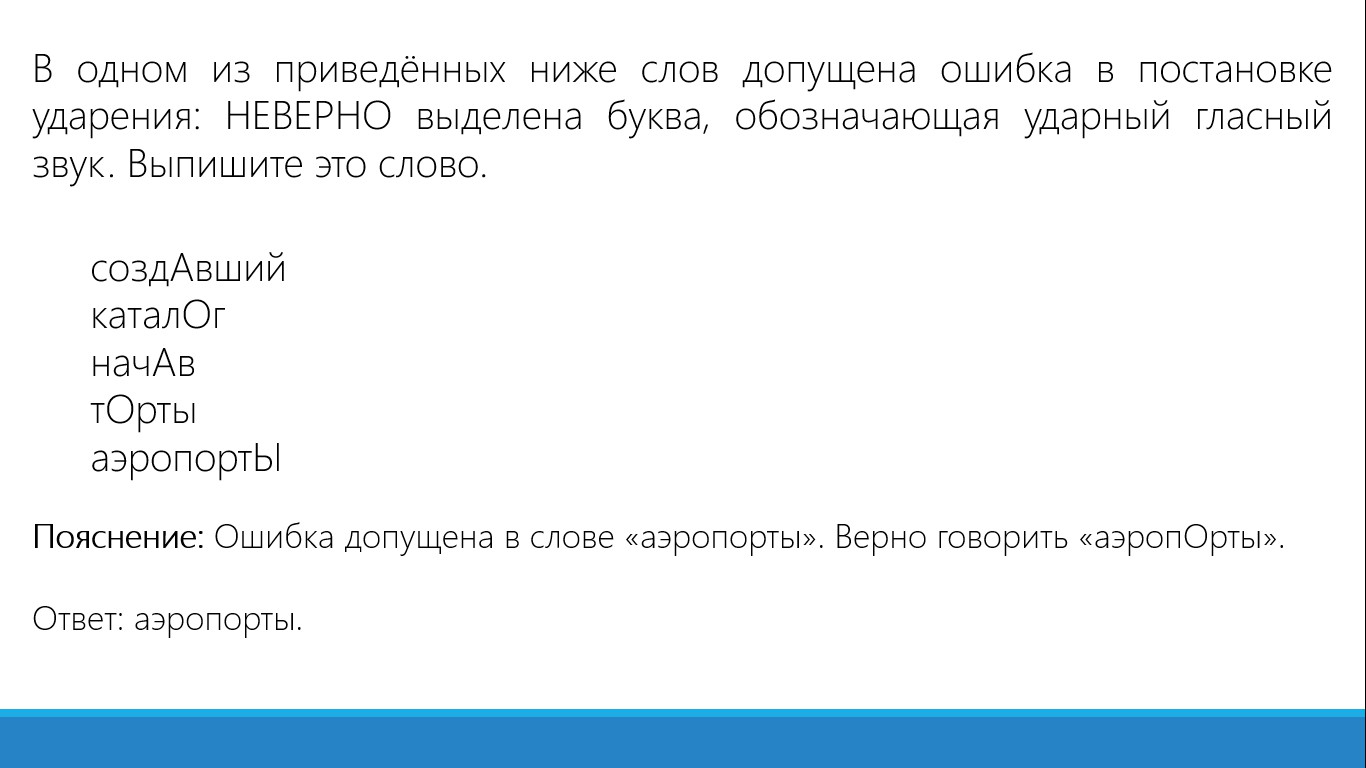 В одном из приведённых ниже слов допущена ошибка в постановке
ударения: НЕВЕРНО выделена буква, обозначающая ударный гласный
звук. Выпишите это слово.
создАвший
каталОг
начАв
тОрты
аэропортЫ
Пояснение: Ошибка допущена в слове «аэропорты». Верно говорить «аэропОрты».
Ответ: аэропорты.